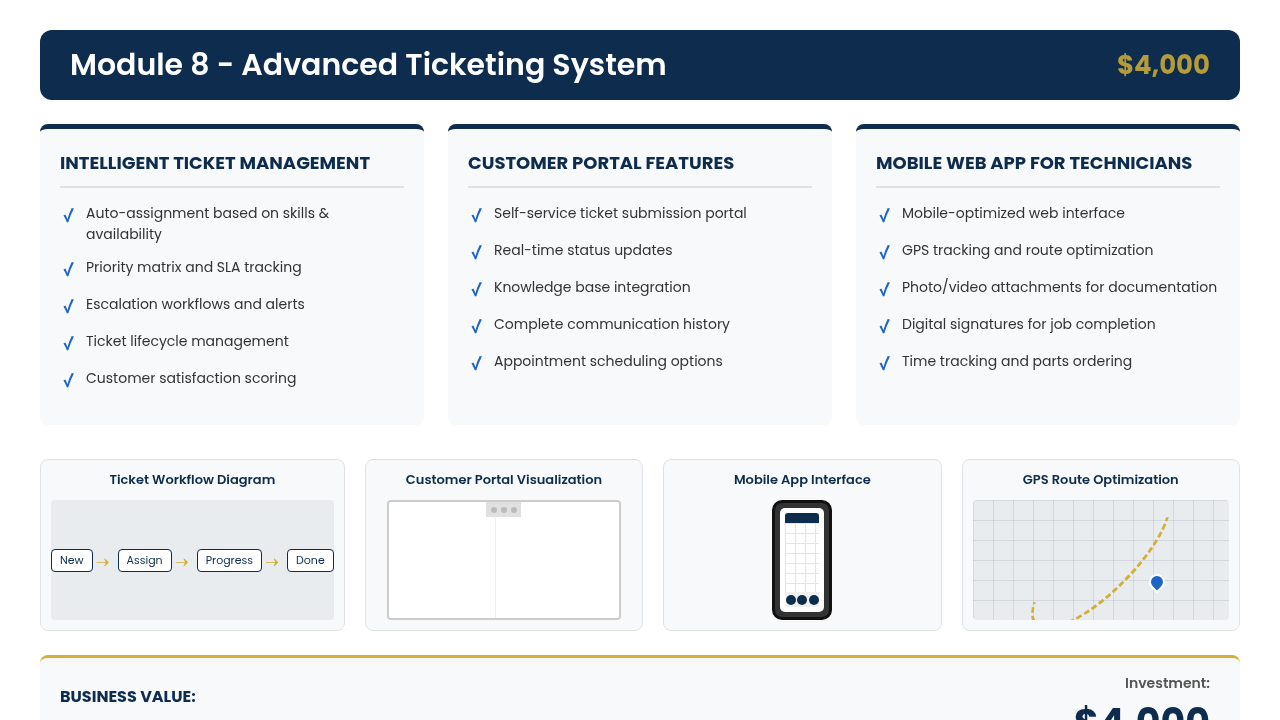 Module 8 - Advanced Ticketing System
$4,000
INTELLIGENT TICKET MANAGEMENT
Auto-assignment based on skills &
availability
Priority matrix and SLA tracking
Escalation workflows and alerts
Ticket lifecycle management
Customer satisfaction scoring
CUSTOMER PORTAL FEATURES
Self-service ticket submission portal
Real-time status updates
Knowledge base integration
Complete communication history
Appointment scheduling options
MOBILE WEB APP FOR TECHNICIANS
Mobile-optimized web interface
GPS tracking and route optimization
Photo/video attachments for documentation
Digital signatures for job completion
Time tracking and parts ordering
Ticket Workflow Diagram
New → Assign → Progress → Done
Customer Portal Visualization
Mobile App Interface
GPS Route Optimization
BUSINESS VALUE:
Investment:
$4,000